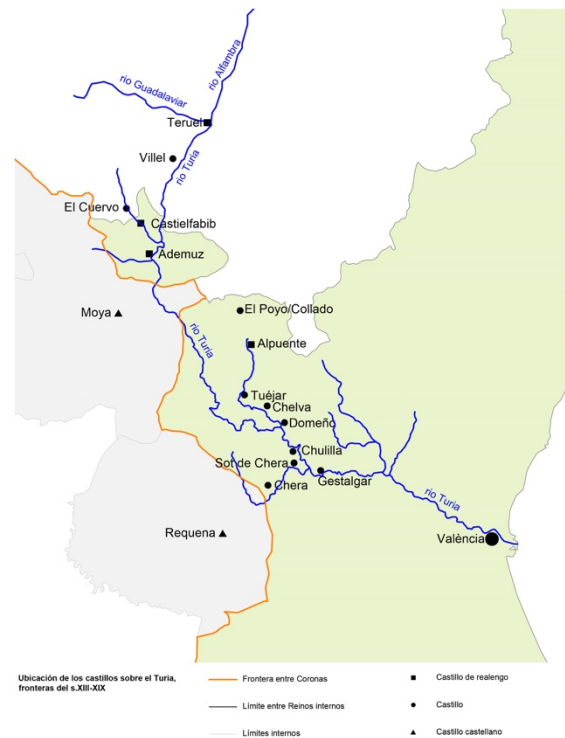 río Alfambra
río Guadalaviar
Teruel
Villel
río Turia
El Cuervo
Castielfabib
Ademuz
Moya
El Poyo/Collado
río Turia
Alpuente
Tuéjar
Chelva
Domeño
Chulilla
Sot de Chera
Gestalgar
Chera
río Turia
Requena
València
Ubicación de los castillos sobre el Turia,
fronteras del s.XIII-XIX
Frontera entre Coronas
Límite entre Reinos internos
Límites internos
Castillo de realengo
Castillo
Castillo castellano